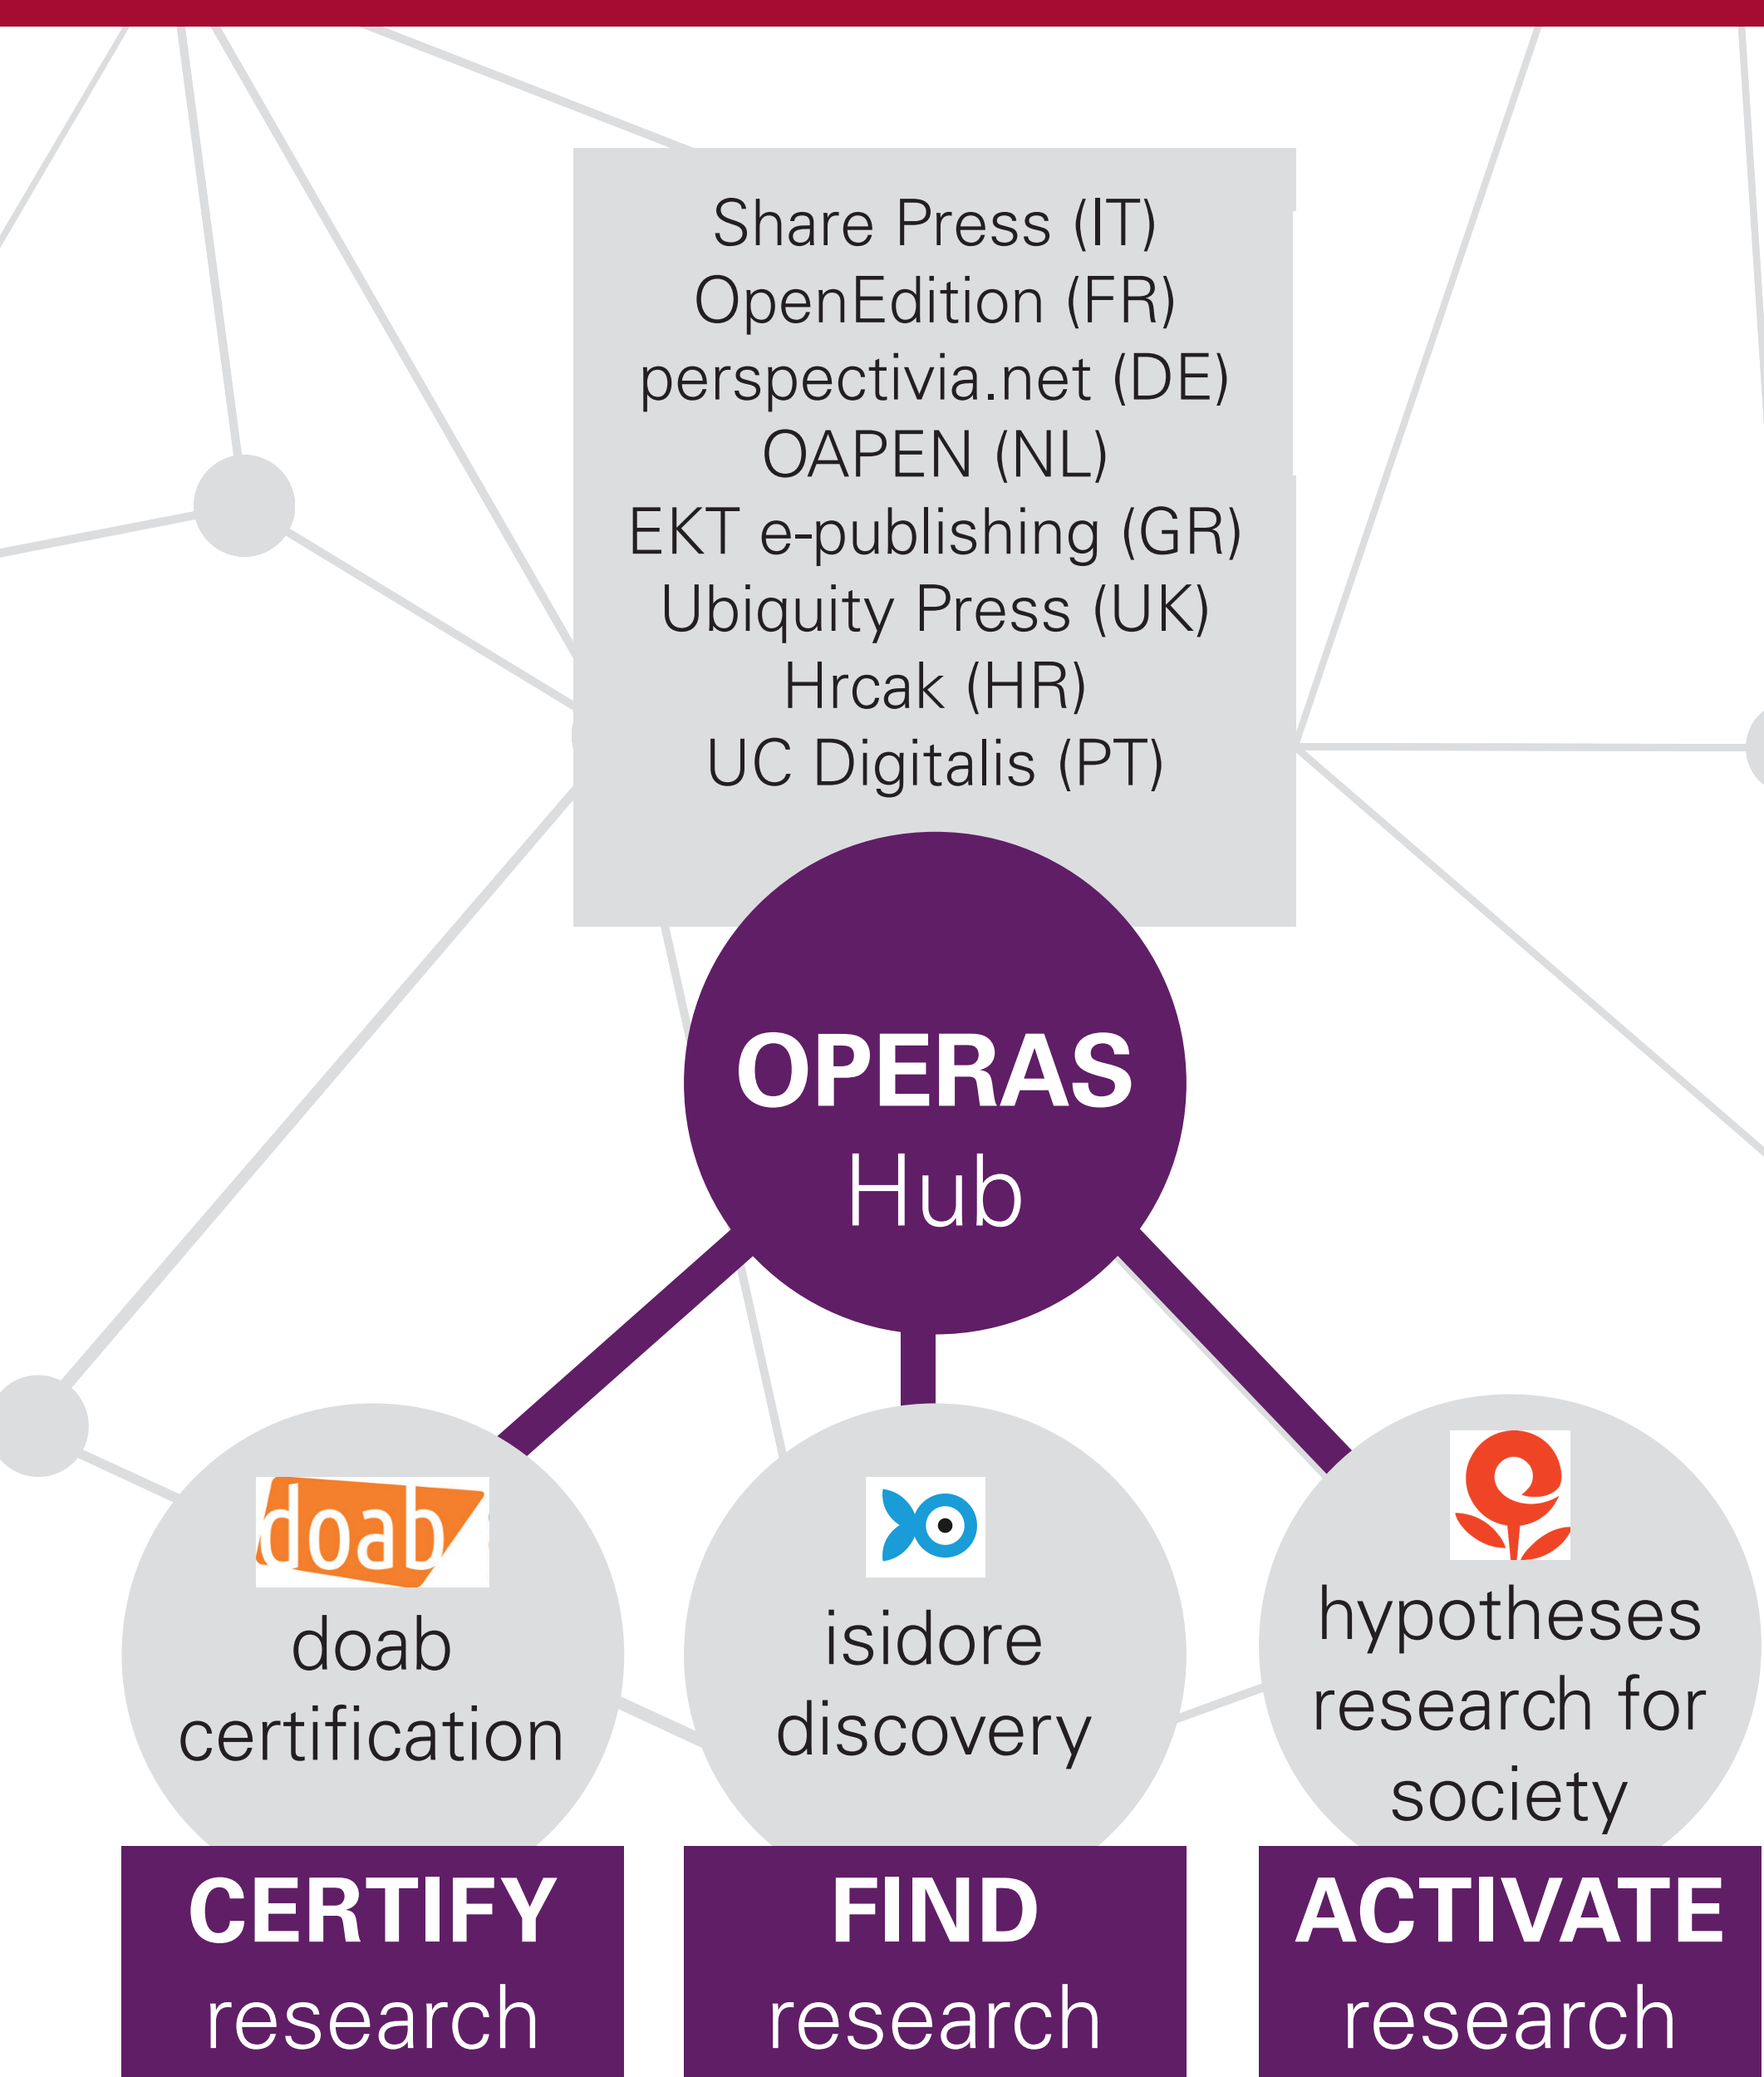 Share Press (IT)
OpenEdition (FR)
perspectivia.net (DE)
OAPEN (NL)
EKT e-publishing (GR)
Ubiquity Press (UK)
Hrcak (HR)
UC Digitalis (PT)
OPERAS
Hub
doab
doab
certification
isidore
discovery
hypotheses
research for
society
CERTIFY
research
FIND
research
ACTIVATE
research